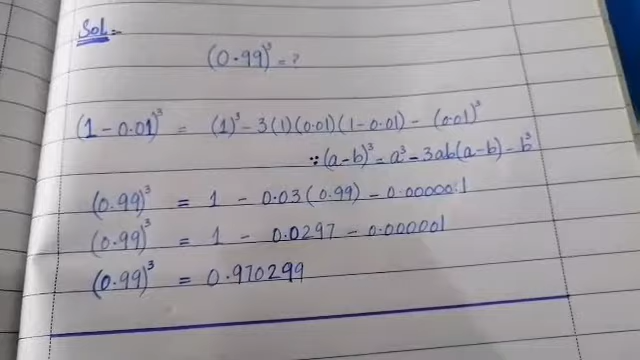 Sol.
(0.99)³ = ?
(1 - 0.01)³ = (1)³ - 3(1)(0.01)(1 - 0.01) - (0.01)³
∵ (a-b)³ = a³ - 3ab(a-b) - b³
(0.99)³ = 1 - 0.03(0.99) - 0.000001
(0.99)³ = 1 - 0.0297 - 0.000001
(0.99)³ = 0.970299